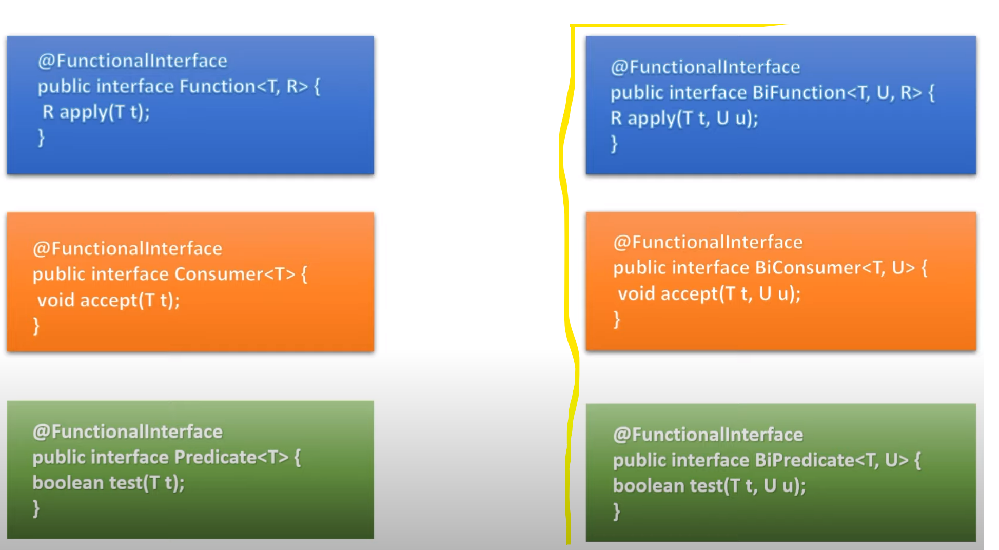 @FunctionalInterface
public interface Function<T, R> {
R apply(T t);
}
@FunctionalInterface
public interface Consumer<T> {
void accept(T t);
}
@FunctionalInterface
public interface Predicate<T> {
boolean test(T t);
}
@FunctionalInterface
public interface BiFunction<T, U, R> {
R apply(T t, U u);
}
@FunctionalInterface
public interface BiConsumer<T, U> {
void accept(T t, U u);
}
@FunctionalInterface
public interface BiPredicate<T, U> {
boolean test(T t, U u);
}